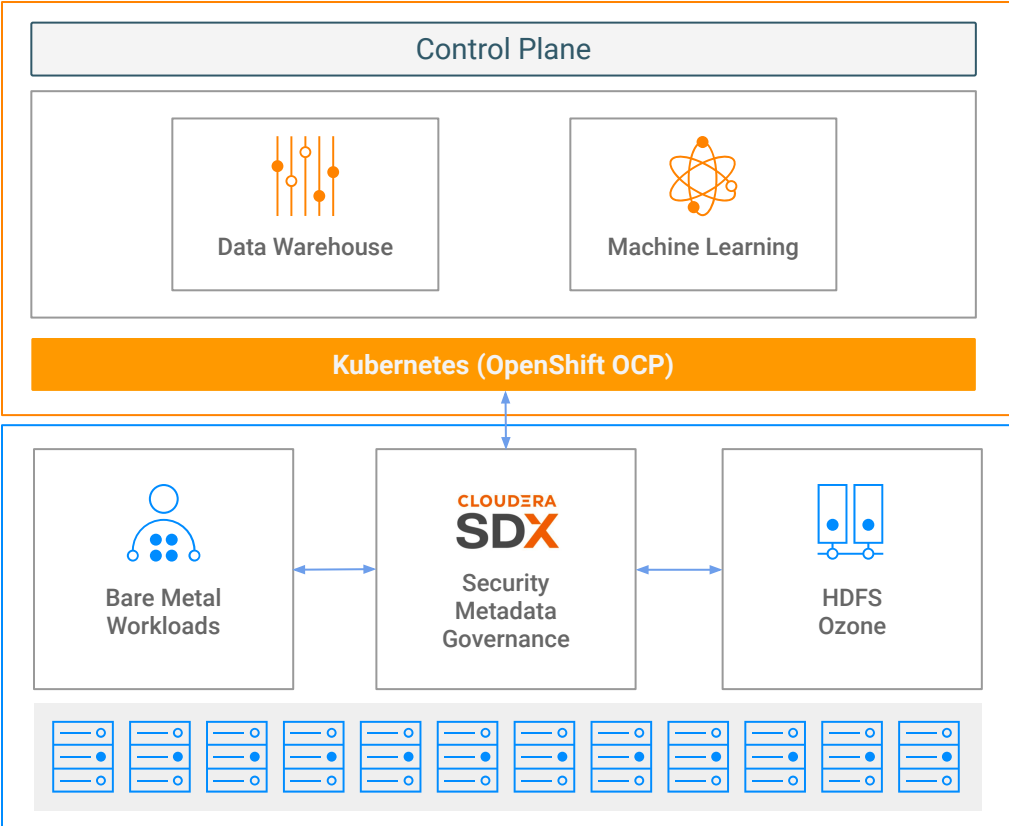 Control Plane
Data Warehouse
Machine Learning
Kubernetes (OpenShift OCP)
Bare Metal
Workloads
CLOUDERA
SDX
Security
Metadata
Governance
HDFS
Ozone